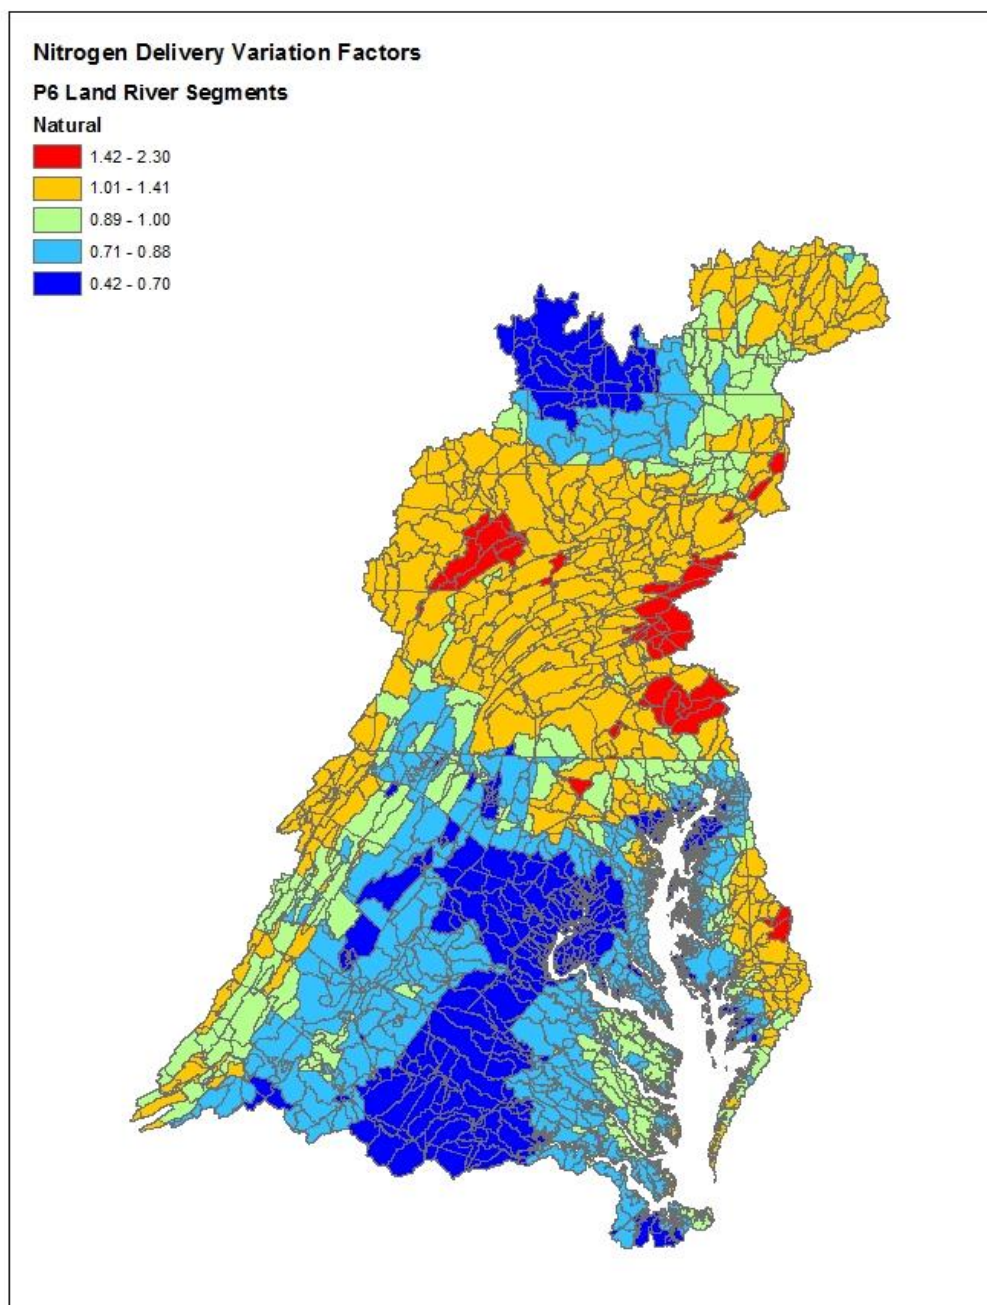 Nitrogen Delivery Variation Factors
P6 Land River Segments
Natural
1.42 - 2.30
1.01 - 1.41
0.89 - 1.00
0.71 - 0.88
0.42 - 0.70